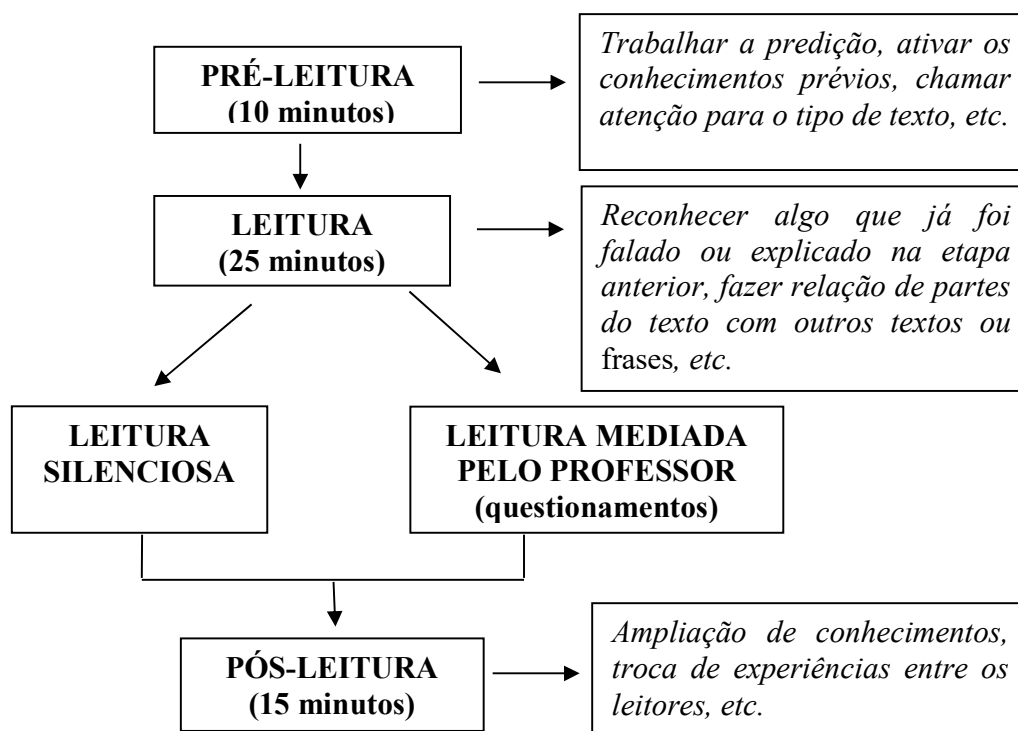 PRÉ-LEITURA
(10 minutos)
Trabalhar a predição, ativar os
conhecimentos prévios, chamar
atenção para o tipo de texto, etc.
LEITURA
(25 minutos)
Reconhecer algo que já foi
falado ou explicado na etapa
anterior, fazer relação de partes
do texto com outros textos ou
frases, etc.
LEITURA
SILENCIOSA
LEITURA MEDIADA
PELO PROFESSOR
(questionamentos)
PÓS-LEITURA
(15 minutos)
Ampliação de conhecimentos,
troca de experiências entre os
leitores, etc.